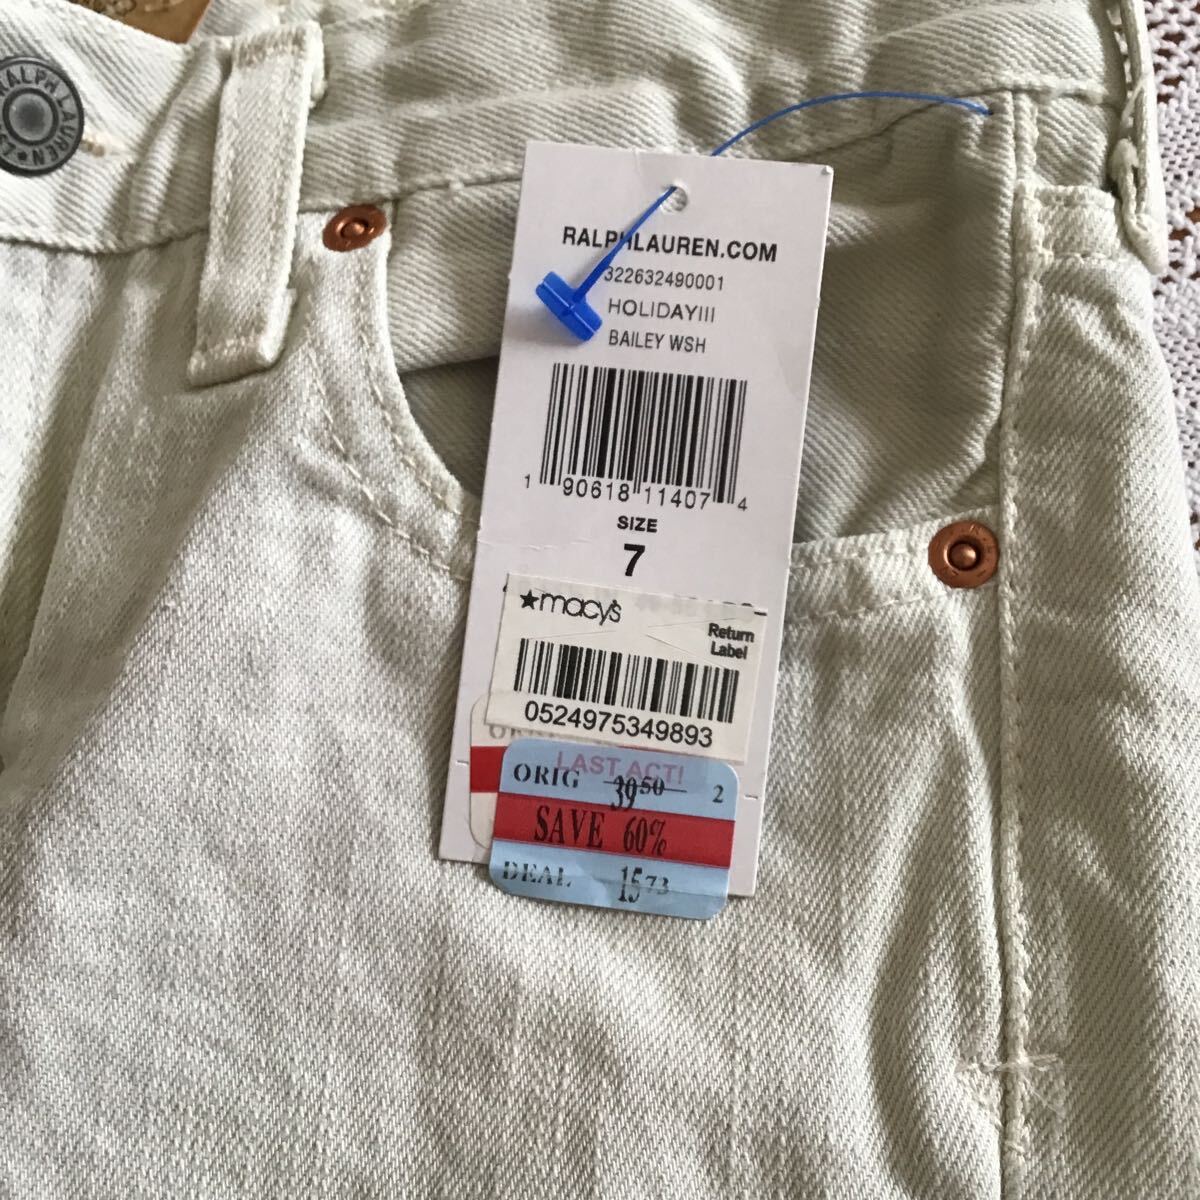 RALPH LAUREN
RALPHLAUREN.COM
322632490001
HOLIDAYIII
BAILEY WSH
1 90618 11407 4
SIZE
7
★macy's
Return
Label
0524975349893
LAST ACT!
ORIG 39.50 2
SAVE 60%
DEAL 15.73